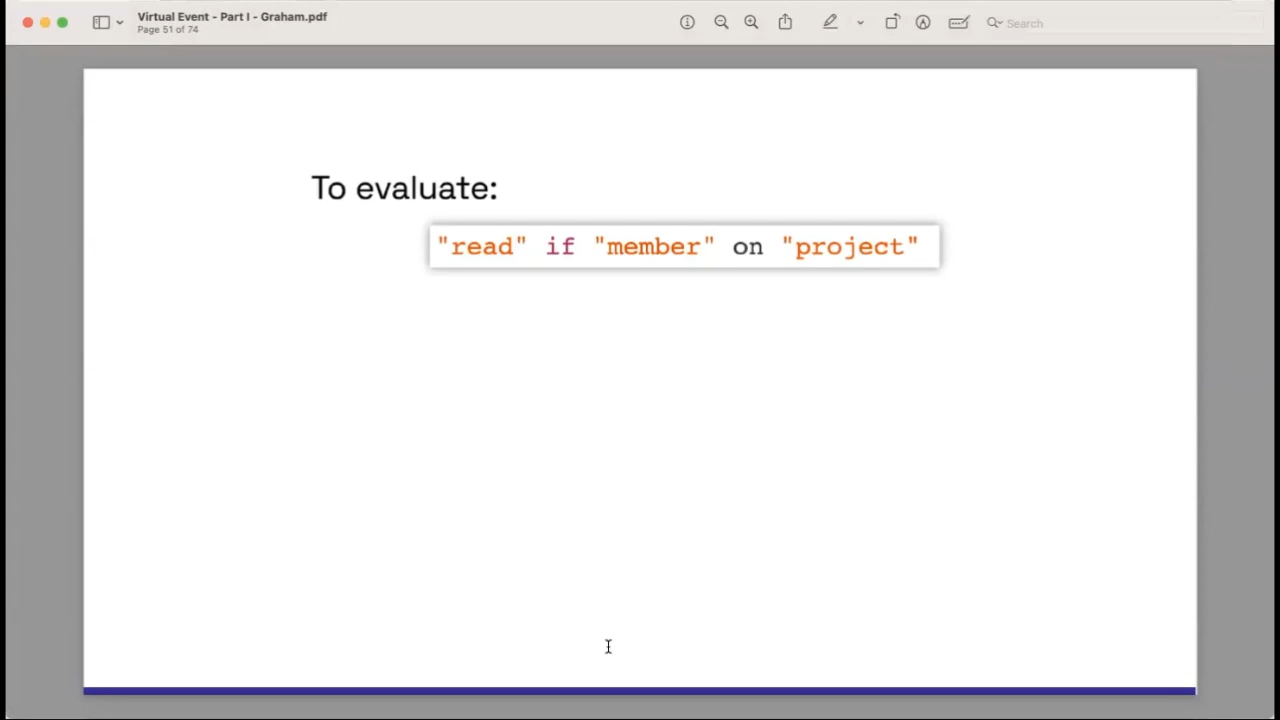 Virtual Event - Part I - Graham.pdf
Page 51 of 74
Search
To evaluate:
"read" if "member" on "project"